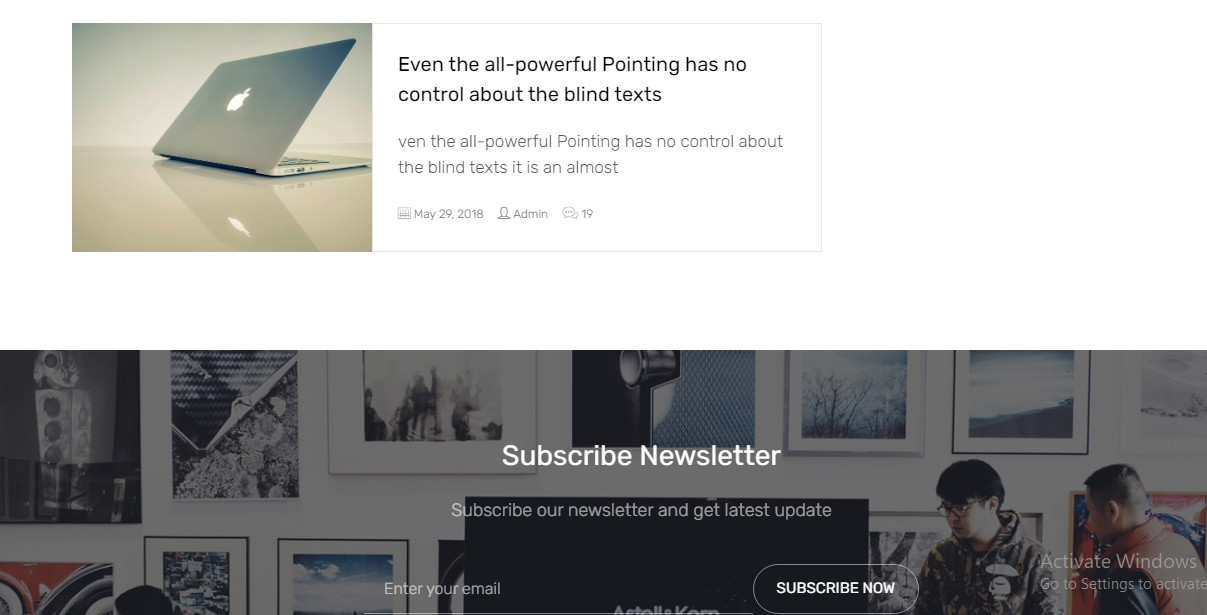 Even the all-powerful Pointing has no
control about the blind texts
ven the all-powerful Pointing has no control about
the blind texts it is an almost
May 29, 2018 Admin 19
Subscribe Newsletter
Subscribe our newsletter and get latest update
Activate Windows
Go to Settings to activate
Enter your email
SUBSCRIBE NOW
Astell&Kern